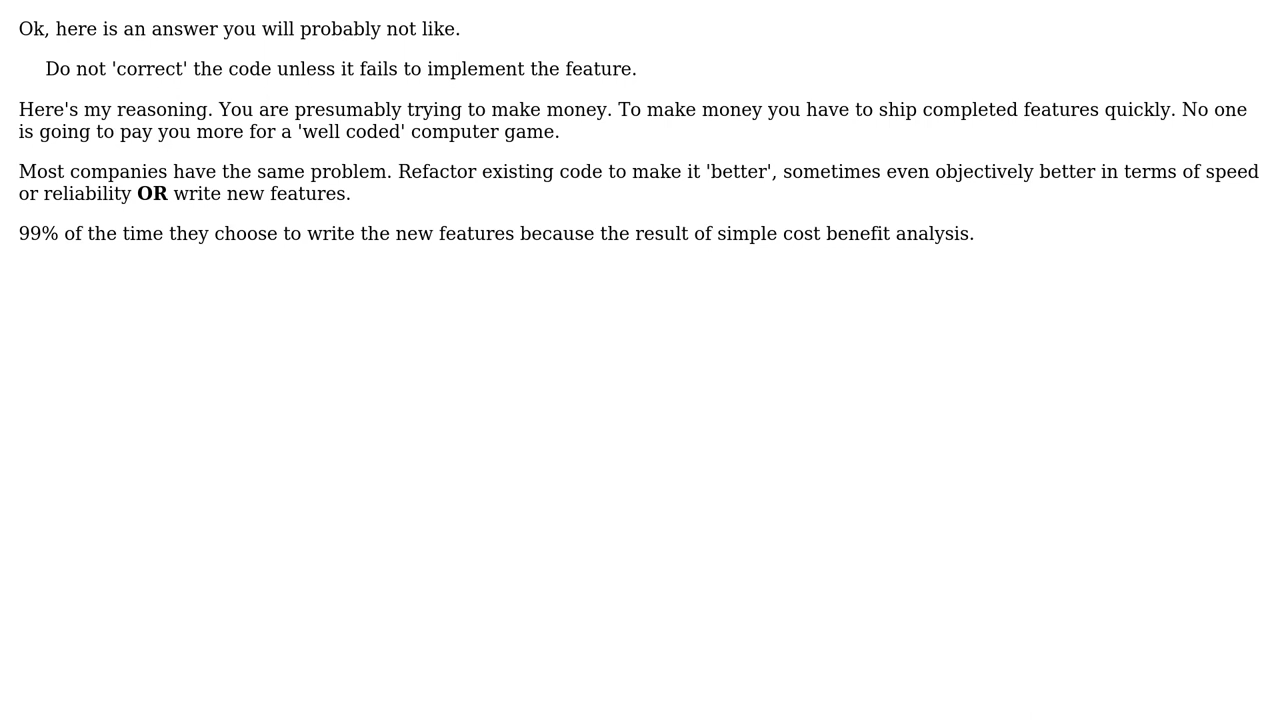 Ok, here is an answer you will probably not like.
Do not 'correct' the code unless it fails to implement the feature.
Here's my reasoning. You are presumably trying to make money. To make money you have to ship completed features quickly. No one
is going to pay you more for a 'well coded' computer game.
Most companies have the same problem. Refactor existing code to make it 'better', sometimes even objectively better in terms of speed
or reliability OR write new features.
99% of the time they choose to write the new features because the result of simple cost benefit analysis.